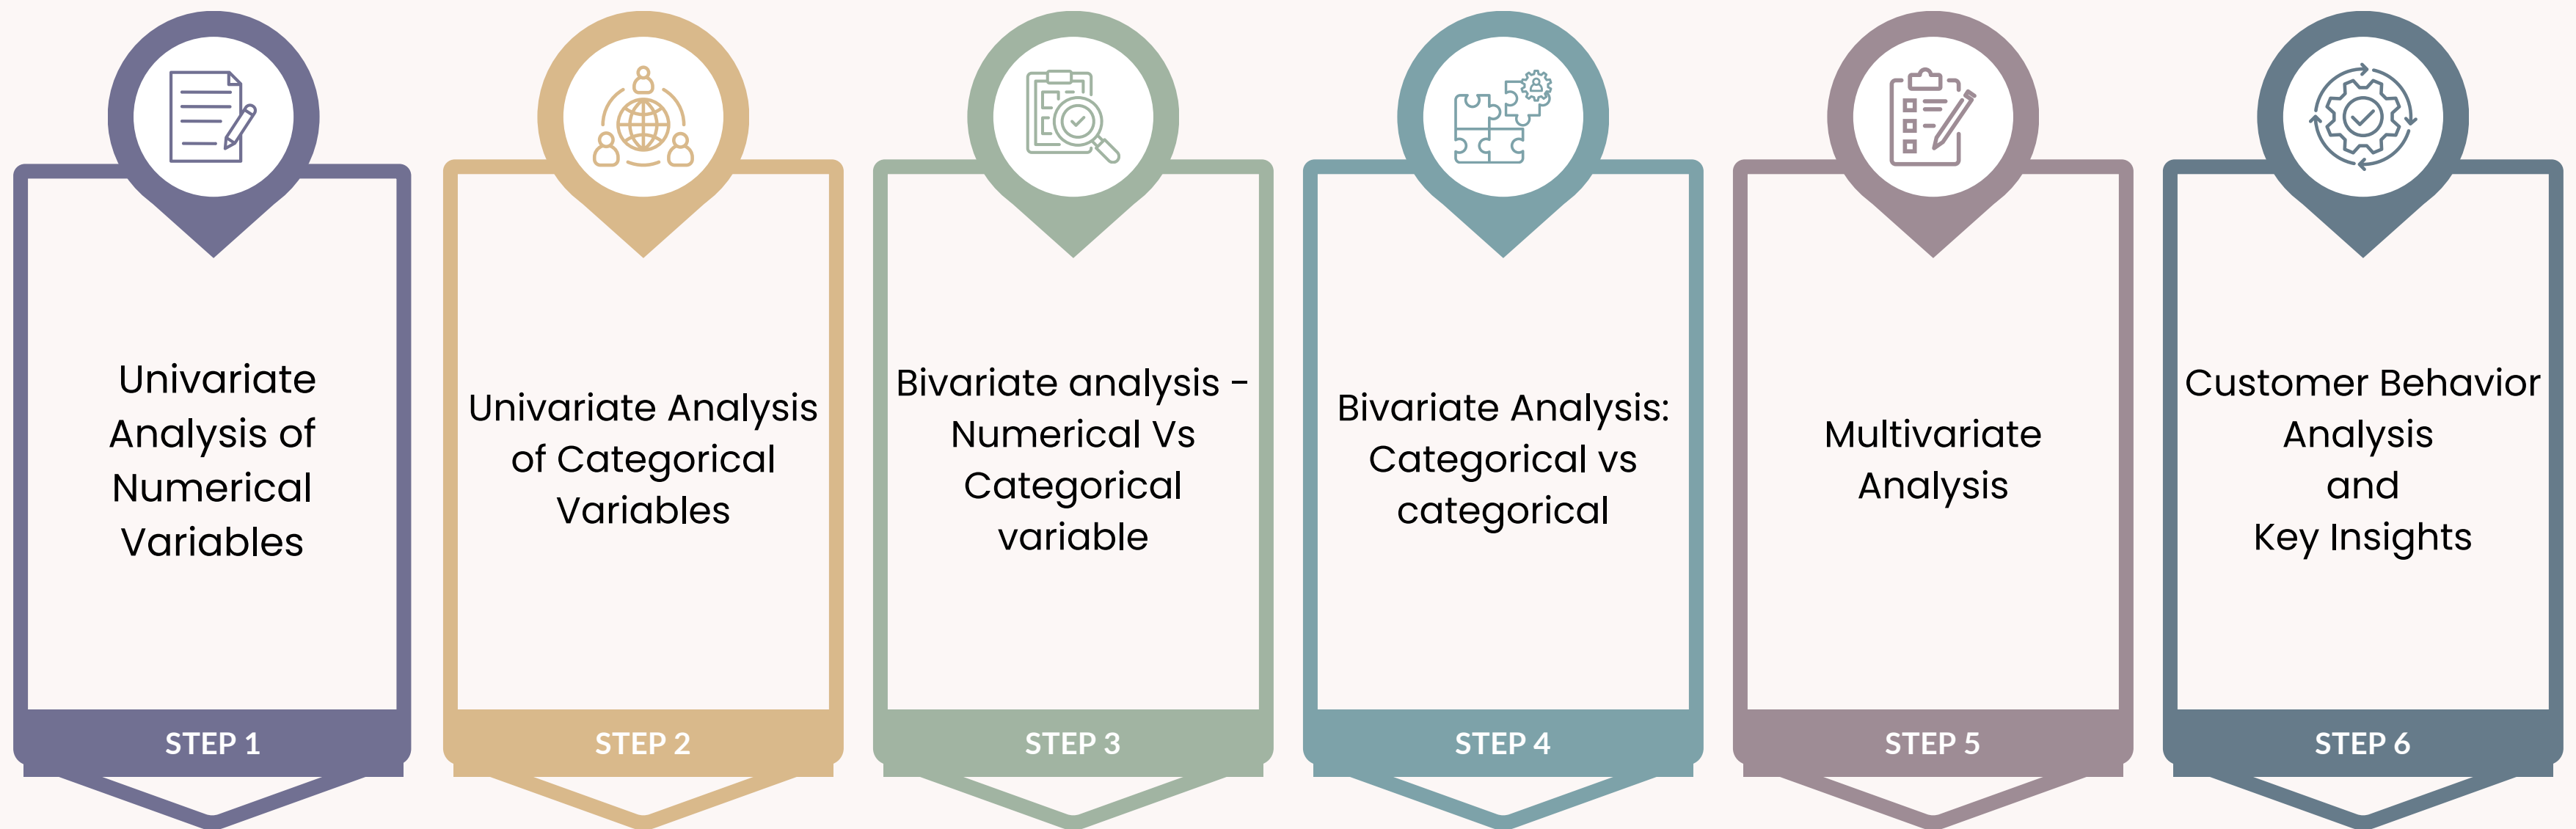 Univariate
Analysis of
Numerical
Variables
STEP 1
Univariate Analysis
of Categorical
Variables
STEP 2
Bivariate analysis -
Numerical Vs
Categorical
variable
STEP 3
Bivariate Analysis:
Categorical vs
categorical
STEP 4
Multivariate
Analysis
STEP 5
Customer Behavior
Analysis
and
Key Insights
STEP 6